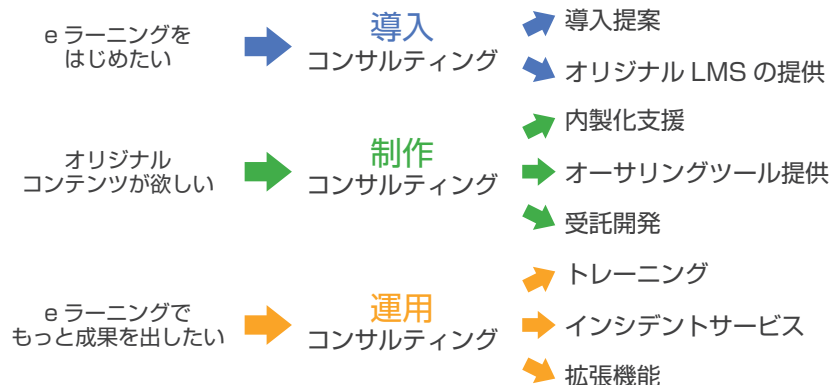 e ラーニングを
はじめたい
導入
コンサルティング
導入提案
オリジナル LMS の提供
オリジナル
コンテンツが欲しい
制作
コンサルティング
内製化支援
オーサリングツール提供
受託開発
e ラーニングで
もっと成果を出したい
運用
コンサルティング
トレーニング
インシデントサービス
拡張機能